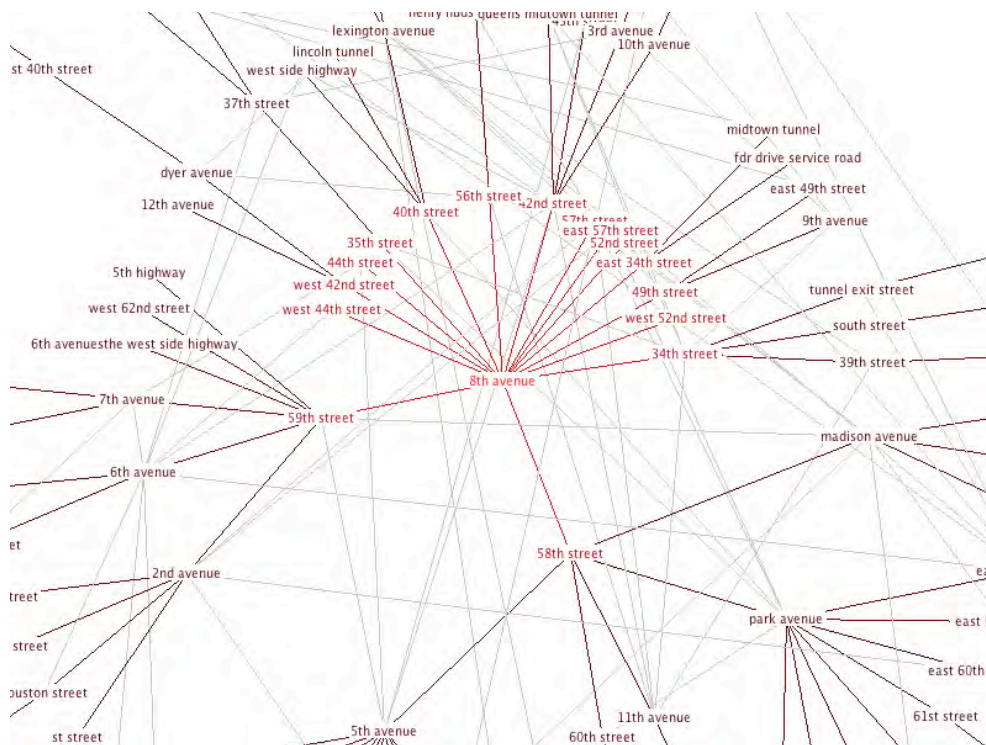 queens midtown tunnel
lexington avenue
3rd avenue
10th avenue
lincoln tunnel
west side highway
st 40th street
37th street
midtown tunnel
fdr drive service road
dyer avenue
east 49th street
12th avenue
56th street
42nd street
40th street
57th street
9th avenue
east 57th street
35th street
52nd street
44th street
east 34th street
5th highway
west 42nd street
49th street
tunnel exit street
west 62nd street
west 44th street
west 52nd street
south street
6th avenuesthe west side highway
34th street
39th street
8th avenue
7th avenue
59th street
madison avenue
6th avenue
58th street
2nd avenue
park avenue
east
street
east 60th
ouston street
61st street
11th avenue
5th avenue
60th street
st street